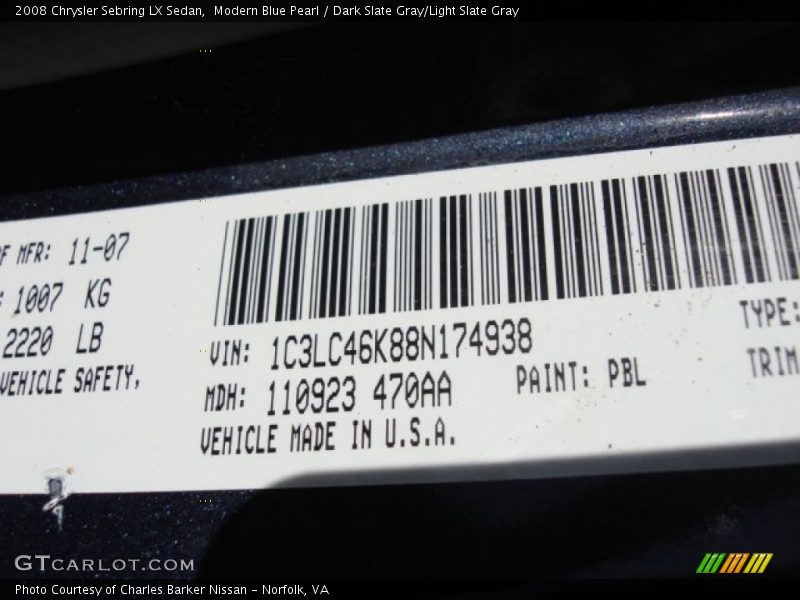 2008 Chrysler Sebring LX Sedan, Modern Blue Pearl / Dark Slate Gray/Light Slate Gray
F MFR: 11-07
: 1007 KG
2220 LB
VEHICLE SAFETY,
VIN: 1C3LC46K88N174938
MDH: 110923 470AA
PAINT: PBL
VEHICLE MADE IN U.S.A.
TYPE:
TRIM
GTCARLOT.COM
Photo Courtesy of Charles Barker Nissan - Norfolk, VA